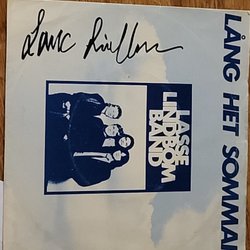 LÅNG HET SOMMA
LASSE
LINDBOM
BAND